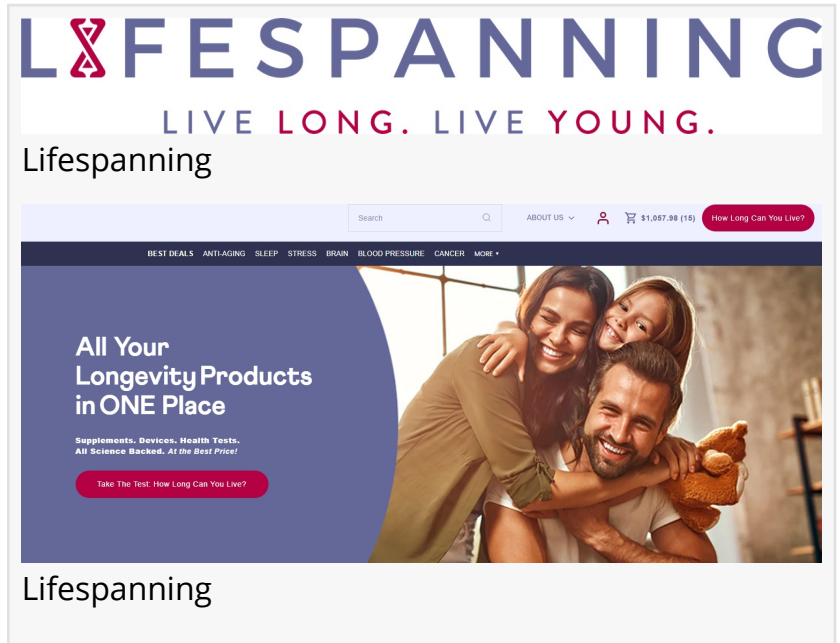 LIFESPANNING
LIVE LONG. LIVE YOUNG.
Lifespanning
Search ABOUT US $1,057.98 (15) How Long Can You Live?
BEST DEALS ANTI-AGING SLEEP STRESS BRAIN BLOOD PRESSURE CANCER MORE
All Your
Longevity Products
in ONE Place
Supplements. Devices. Health Tests.
All Science Backed. At the Best Price!
Take The Test: How Long Can You Live?
Lifespanning